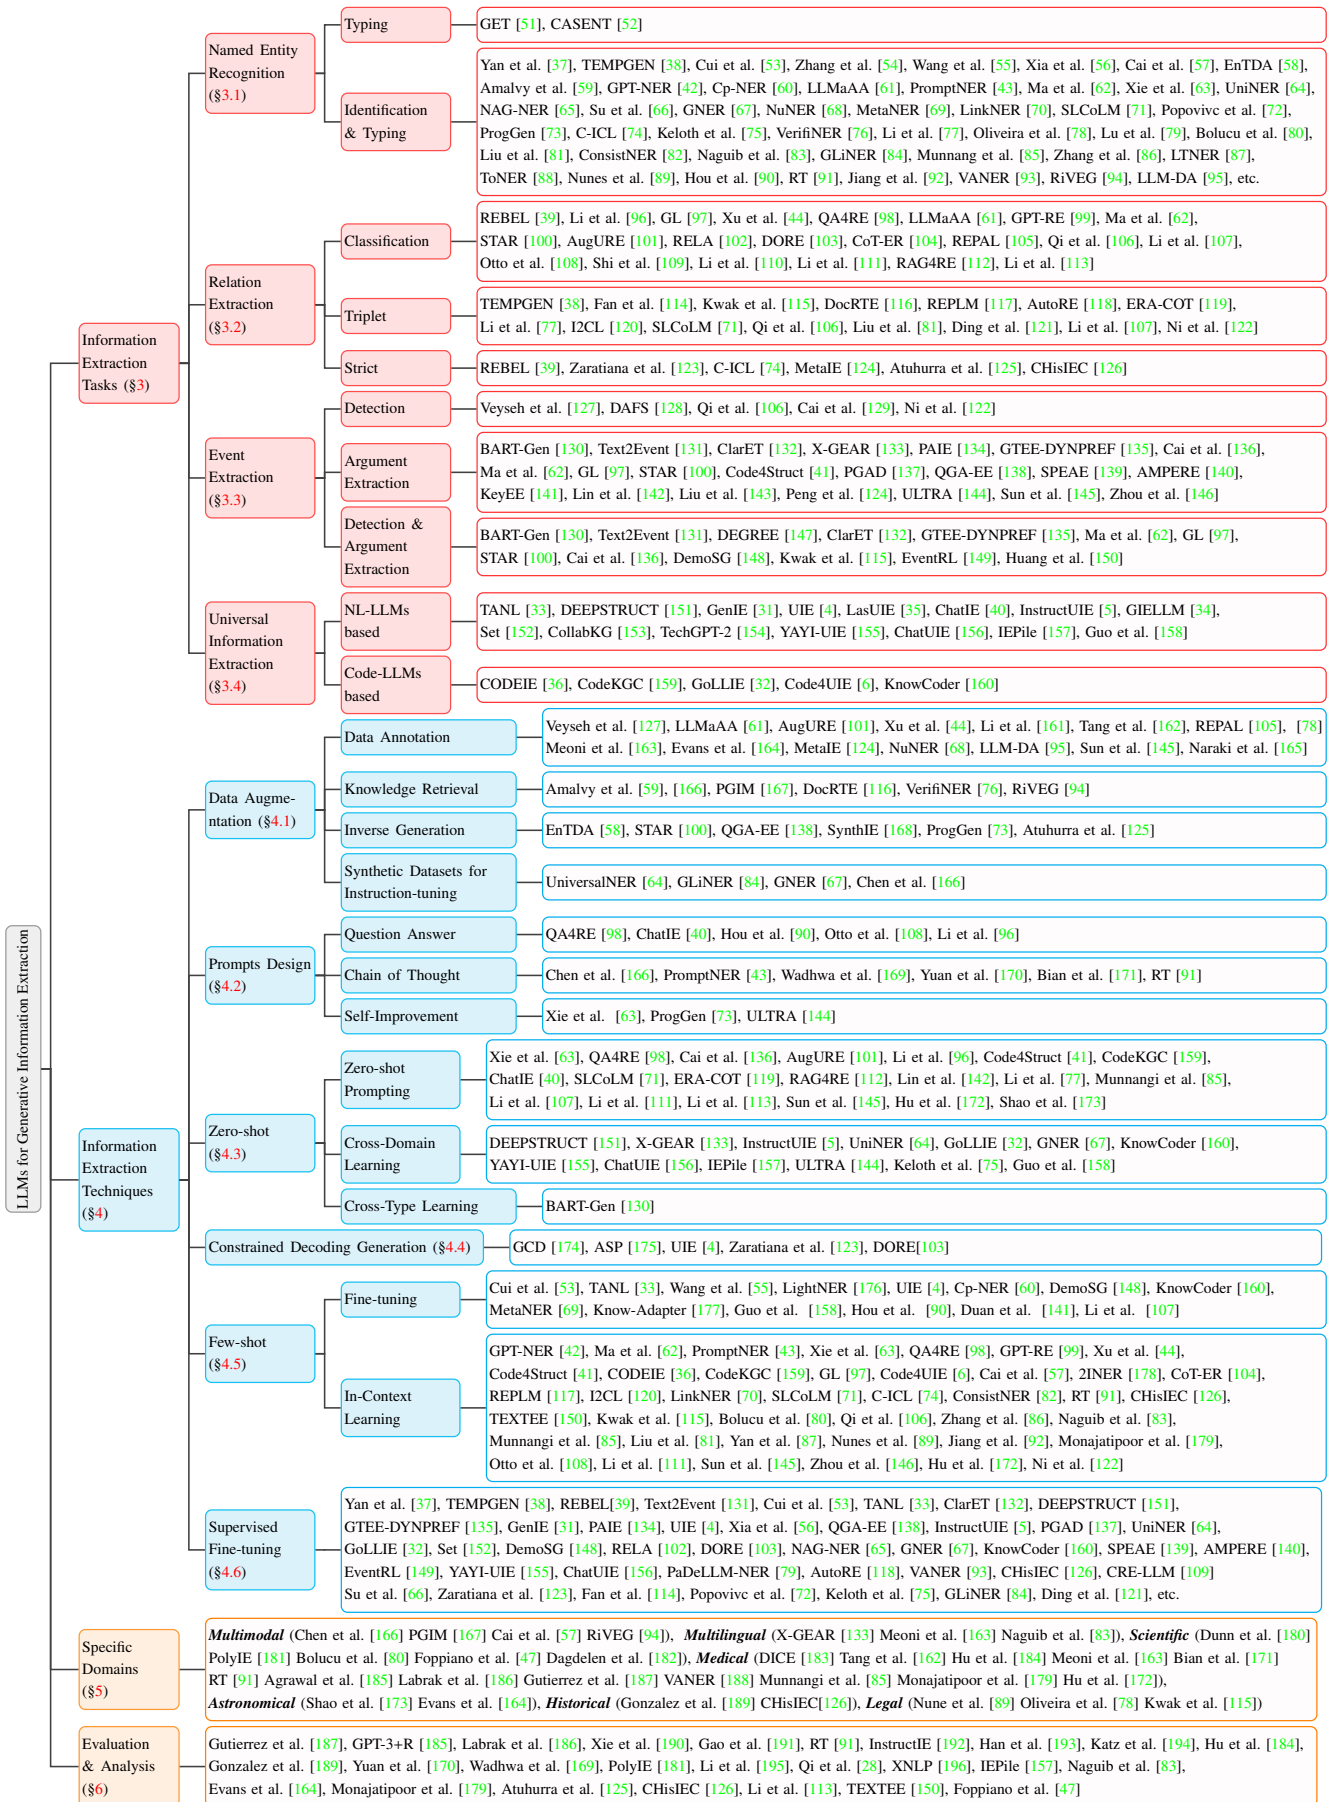 LLMs for Generative Information Extraction
Information
Extraction
Tasks (§3)
Named Entity
Recognition
(§3.1)
Typing
GET [51], CASENT [52]
Identification
& Typing
Yan et al. [37], TEMPGEN [38], Cui et al. [53], Zhang et al. [54], Wang et al. [55], Xia et al. [56], Cai et al. [57], EnTDA [58],
Amalvy et al. [59], GPT-NER [42], Cp-NER [60], LLMaAA [61], PromptNER [43], Ma et al. [62], Xie et al. [63], UniNER [64],
NAG-NER [65], Su et al. [66], GNER [67], NuNER [68], MetaNER [69], LinkNER [70], SLCoLM [71], Popovivc et al. [72],
ProgGen [73], C-ICL [74], Keloth et al. [75], VerifiNER [76], Li et al. [77], Oliveira et al. [78], Lu et al. [79], Bolucu et al. [80],
Liu et al. [81], ConsistNER [82], Naguib et al. [83], GLiNER [84], Munnang et al. [85], Zhang et al. [86], LTNER [87],
ToNER [88], Nunes et al. [89], Hou et al. [90], RT [91], Jiang et al. [92], VANER [93], RiVEG [94], LLM-DA [95], etc.
Relation
Extraction
(§3.2)
Classification
REBEL [39], Li et al. [96], GL [97], Xu et al. [44], QA4RE [98], LLMaAA [61], GPT-RE [99], Ma et al. [62],
STAR [100], AugURE [101], RELA [102], DORE [103], CoT-ER [104], REPAL [105], Qi et al. [106], Li et al. [107],
Otto et al. [108], Shi et al. [109], Li et al. [110], Li et al. [111], RAG4RE [112], Li et al. [113]
Triplet
TEMPGEN [38], Fan et al. [114], Kwak et al. [115], DocRTE [116], REPLM [117], AutoRE [118], ERA-COT [119],
Li et al. [77], I2CL [120], SLCoLM [71], Qi et al. [106], Liu et al. [81], Ding et al. [121], Li et al. [107], Ni et al. [122]
Strict
REBEL [39], Zaratiana et al. [123], C-ICL [74], MetaIE [124], Atuhurra et al. [125], CHisIEC [126]
Event
Extraction
(§3.3)
Detection
Veyseh et al. [127], DAFS [128], Qi et al. [106], Cai et al. [129], Ni et al. [122]
Argument
Extraction
BART-Gen [130], Text2Event [131], ClarET [132], X-GEAR [133], PAIE [134], GTEE-DYNPREF [135], Cai et al. [136],
Ma et al. [62], GL [97], STAR [100], Code4Struct [41], PGAD [137], QGA-EE [138], SPEAE [139], AMPERE [140],
KeyEE [141], Lin et al. [142], Liu et al. [143], Peng et al. [124], ULTRA [144], Sun et al. [145], Zhou et al. [146]
Detection &
Argument
Extraction
BART-Gen [130], Text2Event [131], DEGREE [147], ClarET [132], GTEE-DYNPREF [135], Ma et al. [62], GL [97],
STAR [100], Cai et al. [136], DemoSG [148], Kwak et al. [115], EventRL [149], Huang et al. [150]
Universal
Information
Extraction
(§3.4)
NL-LLMs
based
TANL [33], DEEPSTRUCT [151], GenIE [31], UIE [4], LasUIE [35], ChatIE [40], InstructUIE [5], GIELLM [34],
Set [152], CollabKG [153], TechGPT-2 [154], YAYI-UIE [155], ChatUIE [156], IEPile [157], Guo et al. [158]
Code-LLMs
based
CODEIE [36], CodeKGC [159], GoLLIE [32], Code4UIE [6], KnowCoder [160]
Information
Extraction
Techniques
(§4)
Data Augme-
ntation (§4.1)
Data Annotation
Veyseh et al. [127], LLMaAA [61], AugURE [101], Xu et al. [44], Li et al. [161], Tang et al. [162], REPAL [105], [78]
Meoni et al. [163], Evans et al. [164], MetaIE [124], NuNER [68], LLM-DA [95], Sun et al. [145], Naraki et al. [165]
Knowledge Retrieval
Amalvy et al. [59], [166], PGIM [167], DocRTE [116], VerifiNER [76], RiVEG [94]
Inverse Generation
EnTDA [58], STAR [100], QGA-EE [138], SynthIE [168], ProgGen [73], Atuhurra et al. [125]
Synthetic Datasets for
Instruction-tuning
UniversalNER [64], GLiNER [84], GNER [67], Chen et al. [166]
Prompts Design
(§4.2)
Question Answer
QA4RE [98], ChatIE [40], Hou et al. [90], Otto et al. [108], Li et al. [96]
Chain of Thought
Chen et al. [166], PromptNER [43], Wadhwa et al. [169], Yuan et al. [170], Bian et al. [171], RT [91]
Self-Improvement
Xie et al. [63], ProgGen [73], ULTRA [144]
Zero-shot
(§4.3)
Zero-shot
Prompting
Xie et al. [63], QA4RE [98], Cai et al. [136], AugURE [101], Li et al. [96], Code4Struct [41], CodeKGC [159],
ChatIE [40], SLCoLM [71], ERA-COT [119], RAG4RE [112], Lin et al. [142], Li et al. [77], Munnangi et al. [85],
Li et al. [107], Li et al. [111], Li et al. [113], Sun et al. [145], Hu et al. [172], Shao et al. [173]
Cross-Domain
Learning
DEEPSTRUCT [151], X-GEAR [133], InstructUIE [5], UniNER [64], GoLLIE [32], GNER [67], KnowCoder [160],
YAYI-UIE [155], ChatUIE [156], IEPile [157], ULTRA [144], Keloth et al. [75], Guo et al. [158]
Cross-Type Learning
BART-Gen [130]
Constrained Decoding Generation (§4.4)
GCD [174], ASP [175], UIE [4], Zaratiana et al. [123], DORE[103]
Few-shot
(§4.5)
Fine-tuning
Cui et al. [53], TANL [33], Wang et al. [55], LightNER [176], UIE [4], Cp-NER [60], DemoSG [148], KnowCoder [160],
MetaNER [69], Know-Adapter [177], Guo et al. [158], Hou et al. [90], Duan et al. [141], Li et al. [107]
In-Context
Learning
GPT-NER [42], Ma et al. [62], PromptNER [43], Xie et al. [63], QA4RE [98], GPT-RE [99], Xu et al. [44],
Code4Struct [41], CODEIE [36], CodeKGC [159], GL [97], Code4UIE [6], Cai et al. [57], 2INER [178], CoT-ER [104],
REPLM [117], I2CL [120], LinkNER [70], SLCoLM [71], C-ICL [74], ConsistNER [82], RT [91], CHisIEC [126],
TEXTEE [150], Kwak et al. [115], Bolucu et al. [80], Qi et al. [106], Zhang et al. [86], Naguib et al. [83],
Munnangi et al. [85], Liu et al. [81], Yan et al. [87], Nunes et al. [89], Jiang et al. [92], Monajatipoor et al. [179],
Otto et al. [108], Li et al. [111], Sun et al. [145], Zhou et al. [146], Hu et al. [172], Ni et al. [122]
Supervised
Fine-tuning
(§4.6)
Yan et al. [37], TEMPGEN [38], REBEL[39], Text2Event [131], Cui et al. [53], TANL [33], ClarET [132], DEEPSTRUCT [151],
GTEE-DYNPREF [135], GenIE [31], PAIE [134], UIE [4], Xia et al. [56], QGA-EE [138], InstructUIE [5], PGAD [137], UniNER [64],
GoLLIE [32], Set [152], DemoSG [148], RELA [102], DORE [103], NAG-NER [65], GNER [67], KnowCoder [160], SPEAE [139], AMPERE [140],
EventRL [149], YAYI-UIE [155], ChatUIE [156], PaDeLLM-NER [79], AutoRE [118], VANER [93], CHisIEC [126], CRE-LLM [109]
Su et al. [66], Zaratiana et al. [123], Fan et al. [114], Popovivc et al. [72], Keloth et al. [75], GLiNER [84], Ding et al. [121], etc.
Specific
Domains
(§5)
Multimodal (Chen et al. [166] PGIM [167] Cai et al. [57] RiVEG [94]), Multilingual (X-GEAR [133] Meoni et al. [163] Naguib et al. [83]), Scientific (Dunn et al. [180]
PolyIE [181] Bolucu et al. [80] Foppiano et al. [47] Dagdelen et al. [182]), Medical (DICE [183] Tang et al. [162] Hu et al. [184] Meoni et al. [163] Bian et al. [171]
RT [91] Agrawal et al. [185] Labrak et al. [186] Gutierrez et al. [187] VANER [188] Munnangi et al. [85] Monajatipoor et al. [179] Hu et al. [172]),
Astronomical (Shao et al. [173] Evans et al. [164]), Historical (Gonzalez et al. [189] CHisIEC[126]), Legal (Nune et al. [89] Oliveira et al. [78] Kwak et al. [115])
Evaluation
& Analysis
(§6)
Gutierrez et al. [187], GPT-3+R [185], Labrak et al. [186], Xie et al. [190], Gao et al. [191], RT [91], InstructIE [192], Han et al. [193], Katz et al. [194], Hu et al. [184],
Gonzalez et al. [189], Yuan et al. [170], Wadhwa et al. [169], PolyIE [181], Li et al. [195], Qi et al. [28], XNLP [196], IEPile [157], Naguib et al. [83],
Evans et al. [164], Monajatipoor et al. [179], Atuhurra et al. [125], CHisIEC [126], Li et al. [113], TEXTEE [150], Foppiano et al. [47]